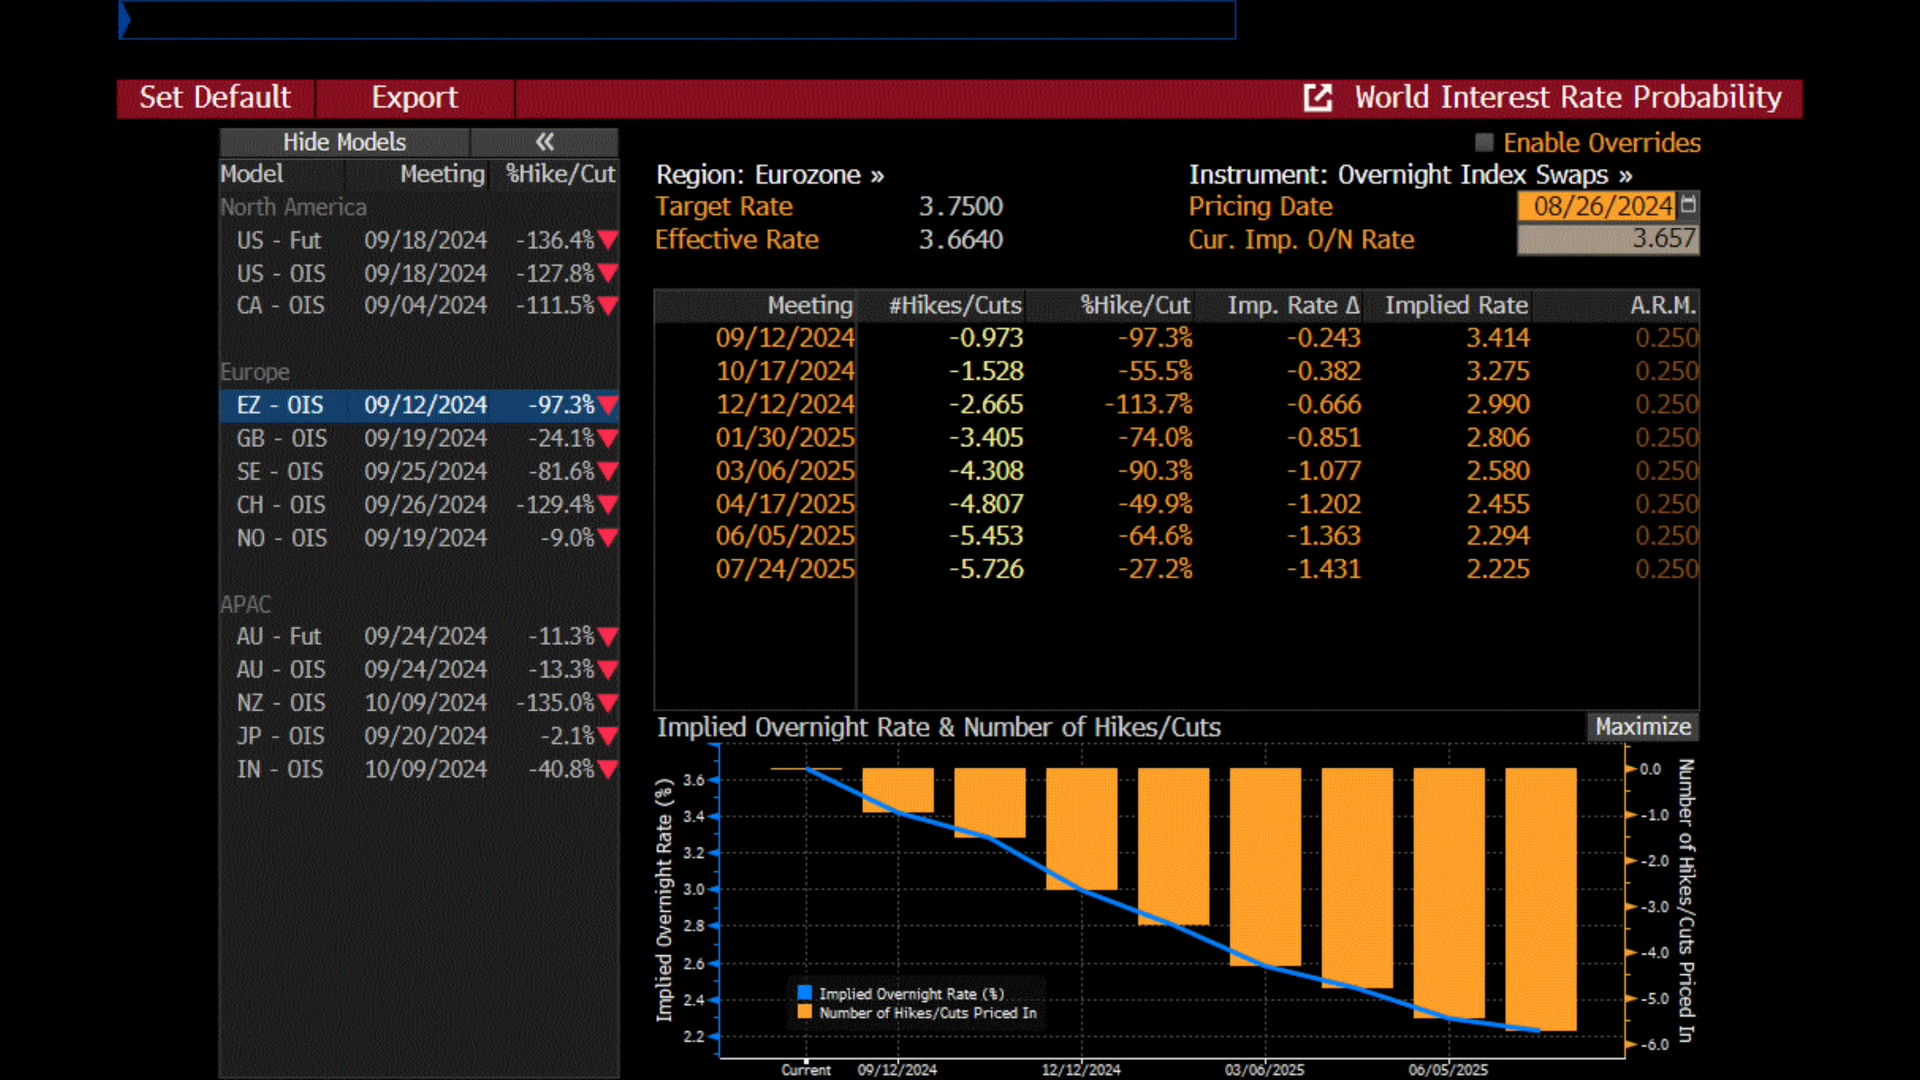 Set Default Export World Interest Rate Probability
Hide Models «
Model Meeting %Hike/Cut
North America
US - Fut 09/18/2024 -136.4%
US - OIS 09/18/2024 -127.8%
CA - OIS 09/04/2024 -111.5%
Europe
EZ - OIS 09/12/2024 -97.3%
GB - OIS 09/19/2024 -24.1%
SE - OIS 09/25/2024 -81.6%
CH - OIS 09/26/2024 -129.4%
NO - OIS 09/19/2024 -9.0%
APAC
AU - Fut 09/24/2024 -11.3%
AU - OIS 09/24/2024 -13.3%
NZ - OIS 10/09/2024 -135.0%
JP - OIS 09/20/2024 -2.1%
IN - OIS 10/09/2024 -40.8%
Enable Overrides
Region: Eurozone » Instrument: Overnight Index Swaps »
Target Rate 3.7500 Pricing Date 08/26/2024
Effective Rate 3.6640 Cur. Imp. O/N Rate 3.657
Meeting #Hikes/Cuts %Hike/Cut Imp. Rate Δ Implied Rate A.R.M.
09/12/2024 -0.973 -97.3% -0.243 3.414 0.250
10/17/2024 -1.528 -55.5% -0.382 3.275 0.250
12/12/2024 -2.665 -113.7% -0.666 2.990 0.250
01/30/2025 -3.405 -74.0% -0.851 2.806 0.250
03/06/2025 -4.308 -90.3% -1.077 2.580 0.250
04/17/2025 -4.807 -49.9% -1.202 2.455 0.250
06/05/2025 -5.453 -64.6% -1.363 2.294 0.250
07/24/2025 -5.726 -27.2% -1.431 2.225 0.250
Implied Overnight Rate & Number of Hikes/Cuts Maximize
Implied Overnight Rate (%)
3.6
3.4
3.2
3.0
2.8
2.6
2.4
2.2
Implied Overnight Rate (%)
Number of Hikes/Cuts Priced In
0.0
-1.0
-2.0
-3.0
-4.0
-5.0
-6.0
Number of Hikes/Cuts Priced In
Current 09/12/2024 12/12/2024 03/06/2025 06/05/2025